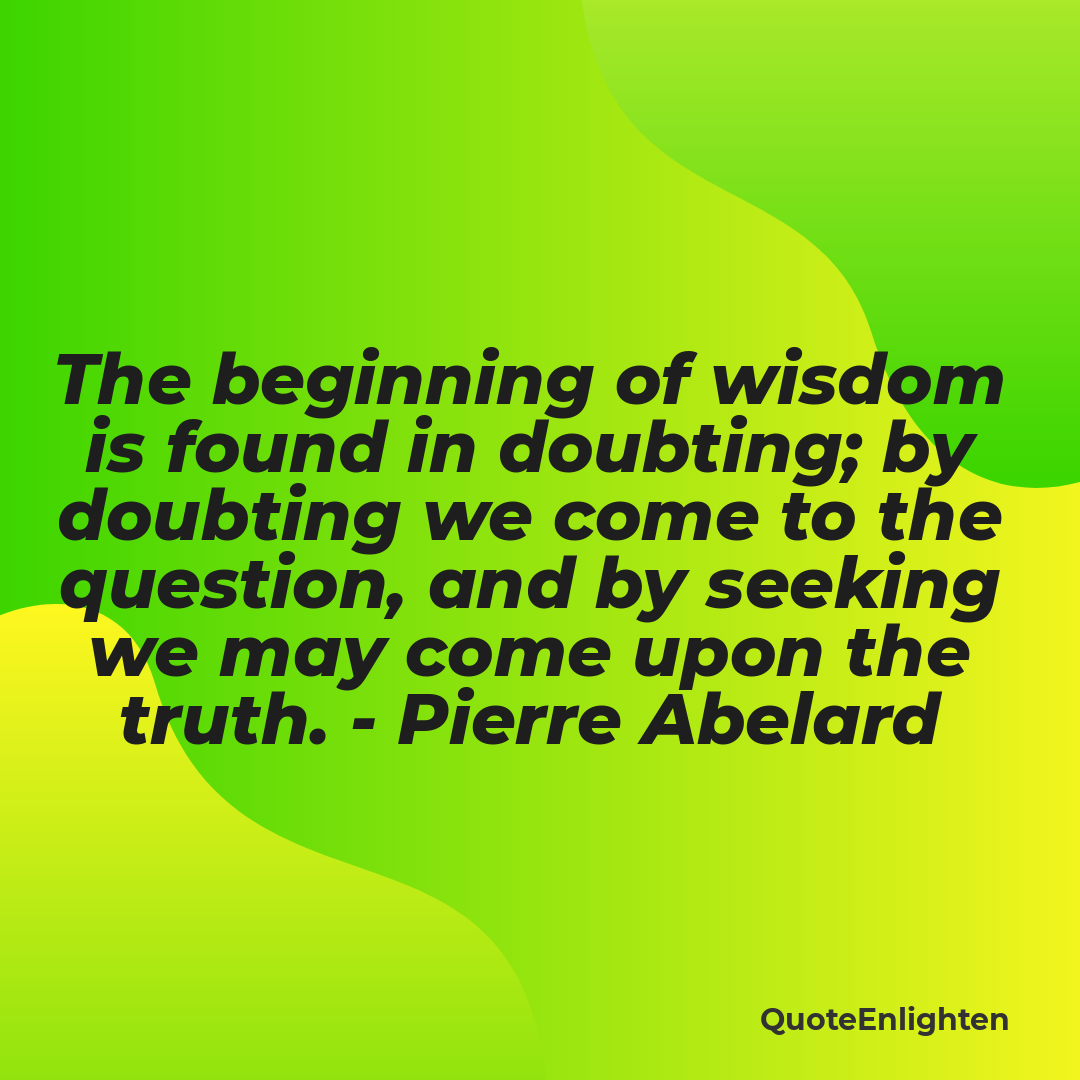 The beginning of wisdom
is found in doubting; by
doubting we come to the
question, and by seeking
we may come upon the
truth. - Pierre Abelard
QuoteEnlighten